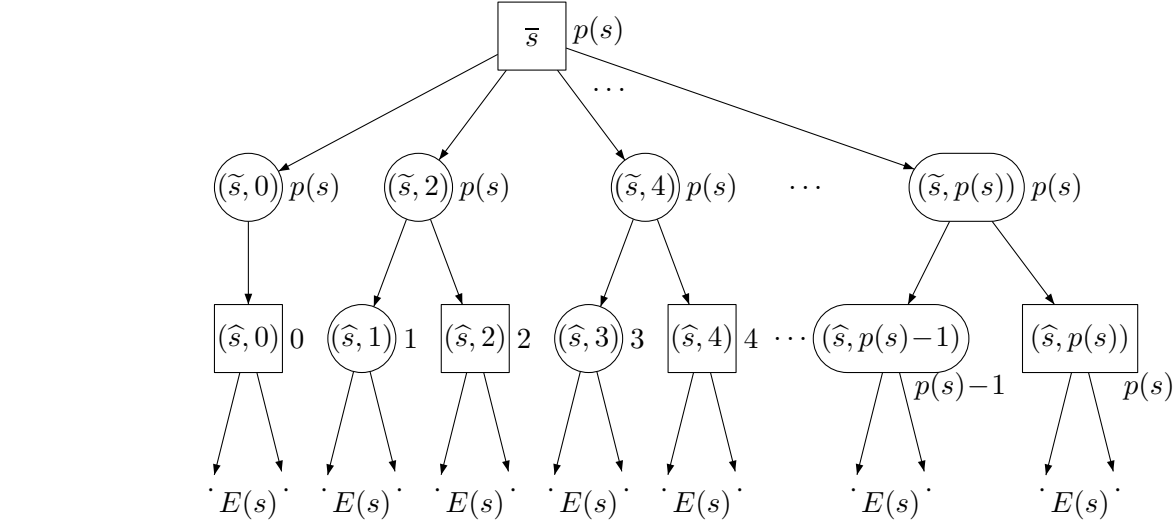 s̅ p(s)
⋯
(s̃, 0) p(s) (s̃, 2) p(s) (s̃, 4) p(s) ⋯ (s̃, p(s)) p(s)
(ŝ, 0) 0 (ŝ, 1) 1 (ŝ, 2) 2 (ŝ, 3) 3 (ŝ, 4) 4 ⋯ (ŝ, p(s)−1) (ŝ, p(s))
p(s)−1 p(s)
· E(s) · · E(s) · · E(s) · · E(s) · · E(s) · · E(s) · · E(s) ·